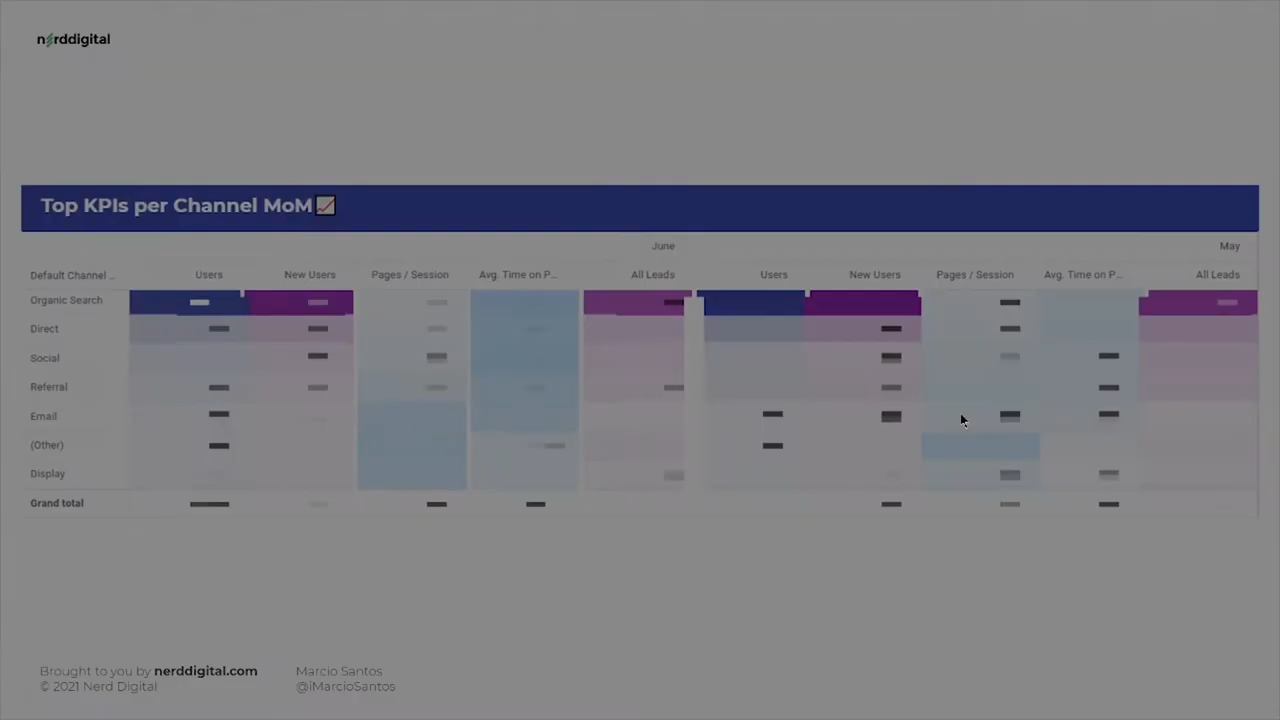 nerddigital
Top KPIs per Channel MoM
June May
Default Channel ... Users New Users Pages / Session Avg. Time on P... All Leads Users New Users Pages / Session Avg. Time on P... All Leads
Organic Search
Direct
Social
Referral
Email
(Other)
Display
Grand total
Brought to you by nerddigital.com
© 2021 Nerd Digital
Marcio Santos
@iMarcioSantos